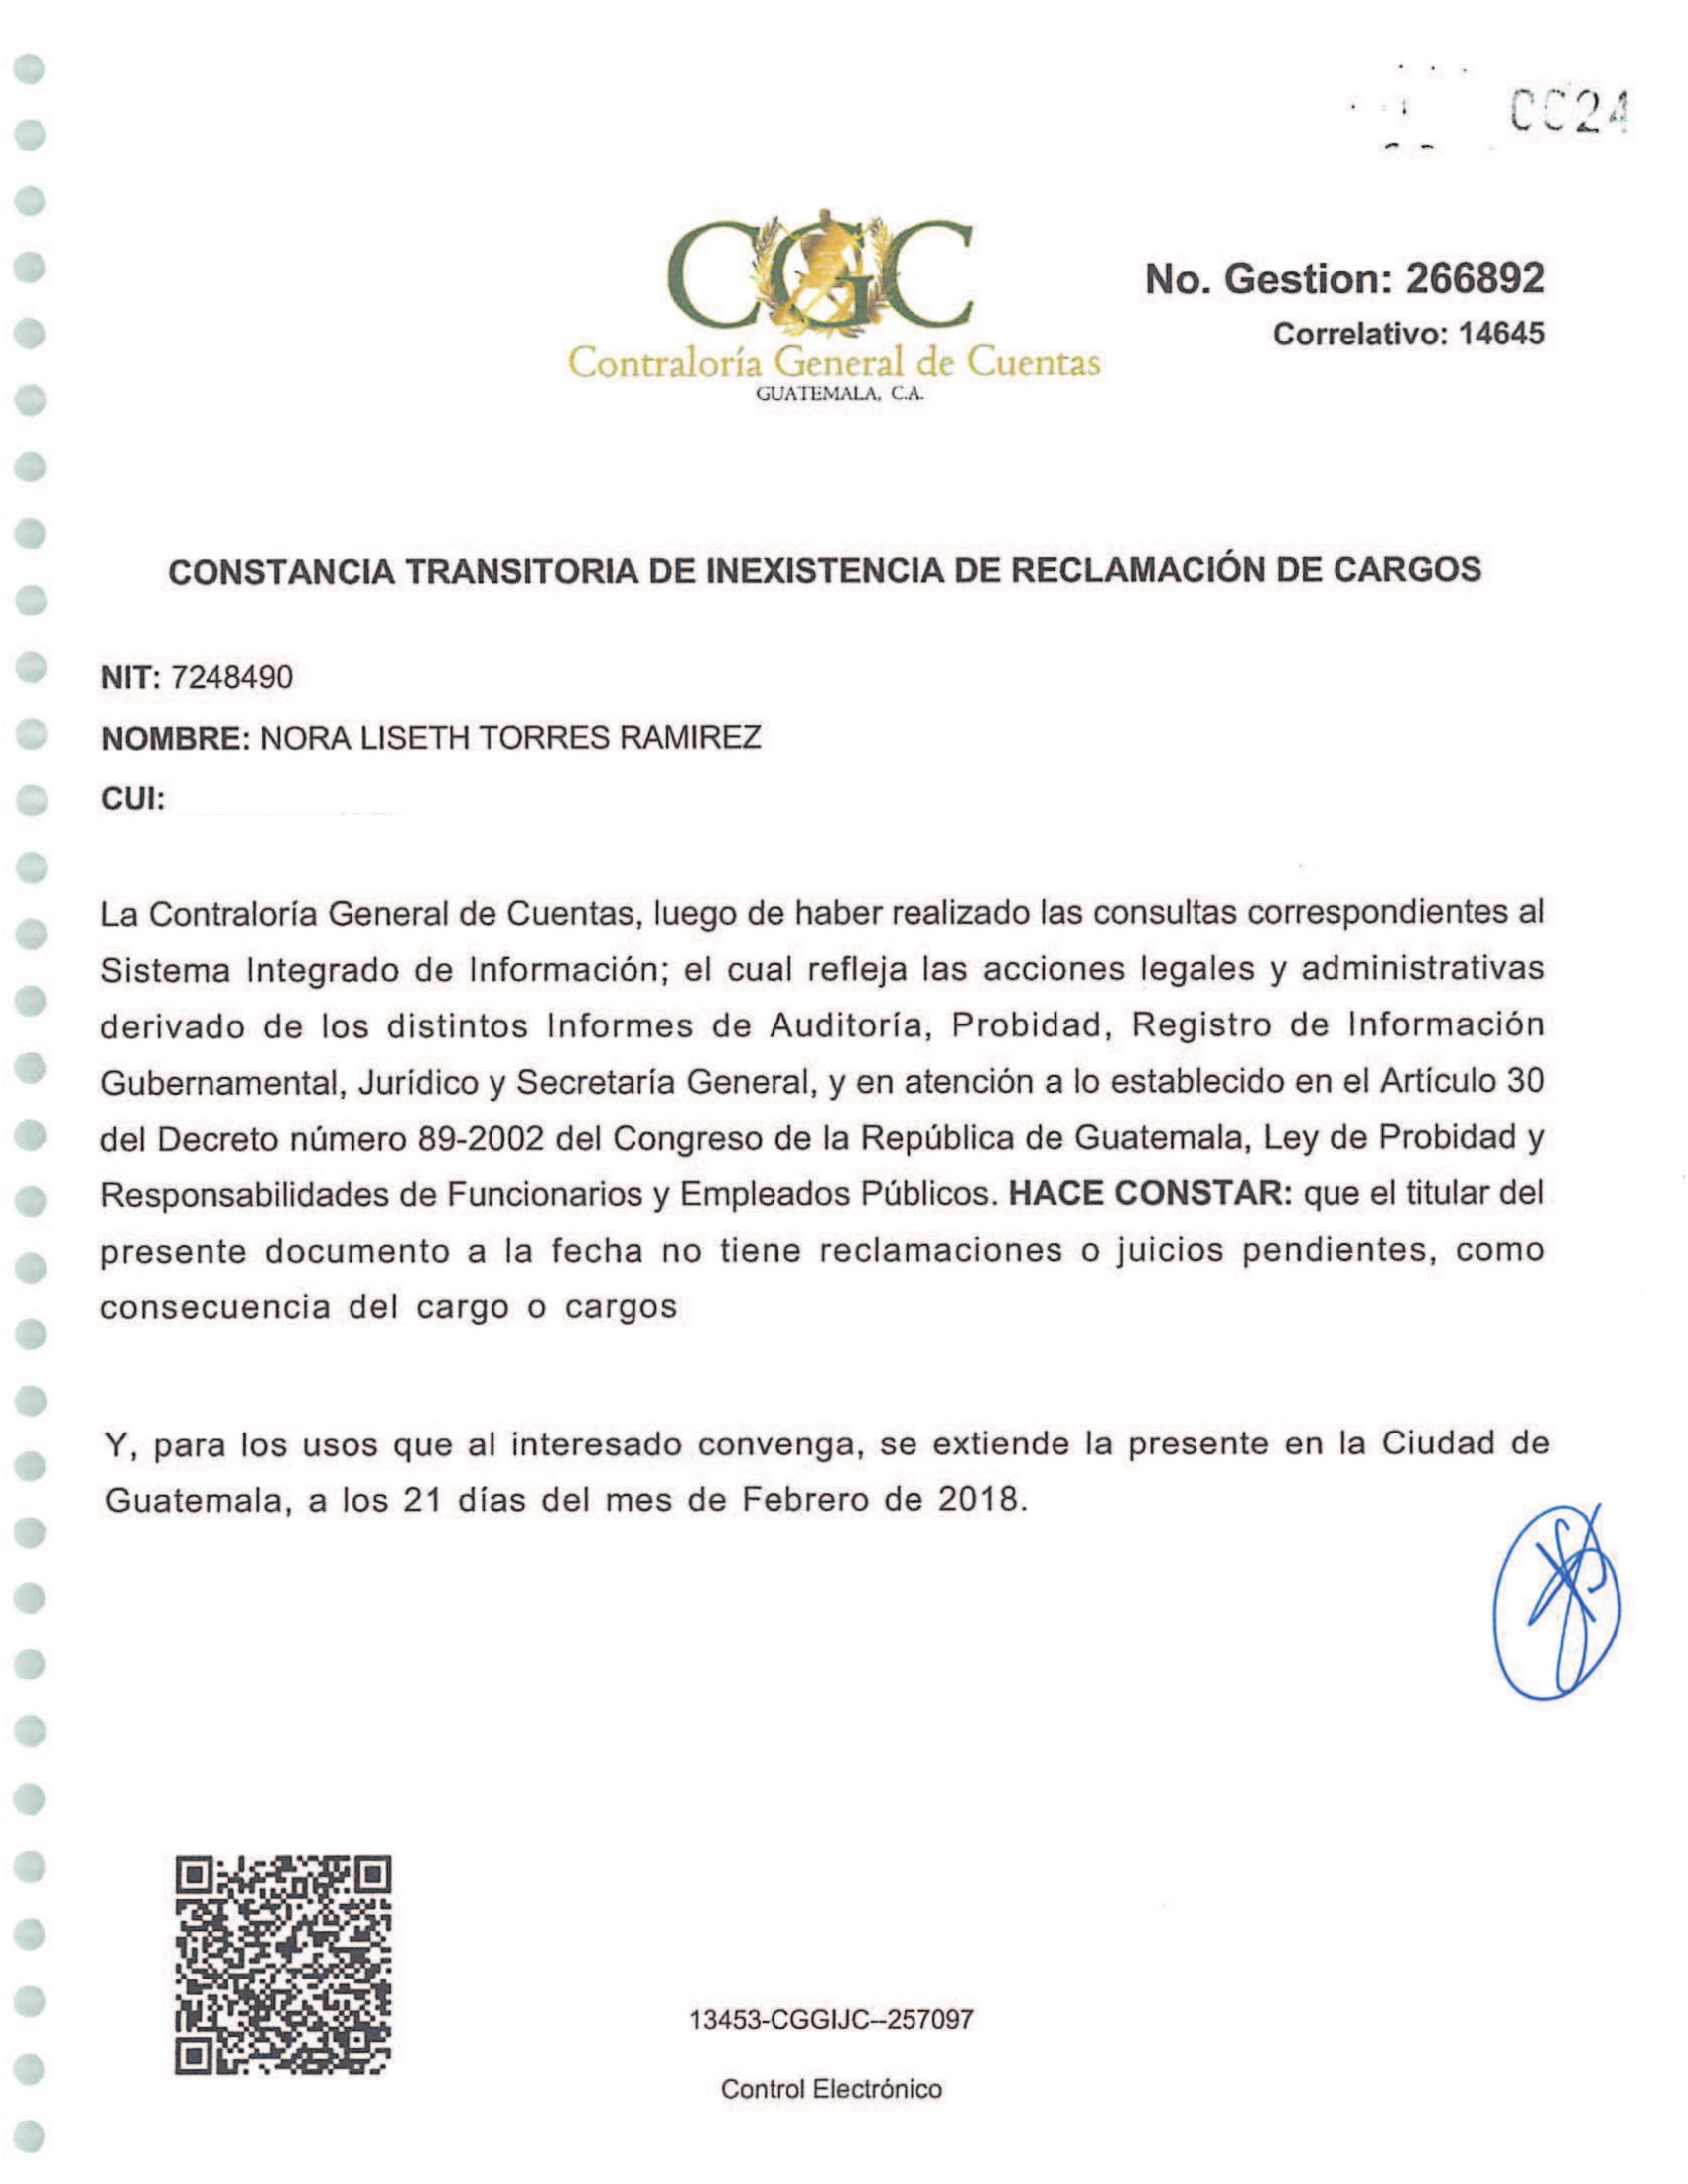 CC24
CGC
No. Gestion: 266892
Correlativo: 14645
Contraloría General de Cuentas
GUATEMALA, C.A.
CONSTANCIA TRANSITORIA DE INEXISTENCIA DE RECLAMACIÓN DE CARGOS
NIT: 7248490
NOMBRE: NORA LISETH TORRES RAMIREZ
CUI:
La Contraloría General de Cuentas, luego de haber realizado las consultas correspondientes al
Sistema Integrado de Información; el cual refleja las acciones legales y administrativas
derivado de los distintos Informes de Auditoría, Probidad, Registro de Información
Gubernamental, Jurídico y Secretaría General, y en atención a lo establecido en el Artículo 30
del Decreto número 89-2002 del Congreso de la República de Guatemala, Ley de Probidad y
Responsabilidades de Funcionarios y Empleados Públicos. HACE CONSTAR: que el titular del
presente documento a la fecha no tiene reclamaciones o juicios pendientes, como
consecuencia del cargo o cargos
Y, para los usos que al interesado convenga, se extiende la presente en la Ciudad de
Guatemala, a los 21 días del mes de Febrero de 2018.
13453-CGGIJC--257097
Control Electrónico